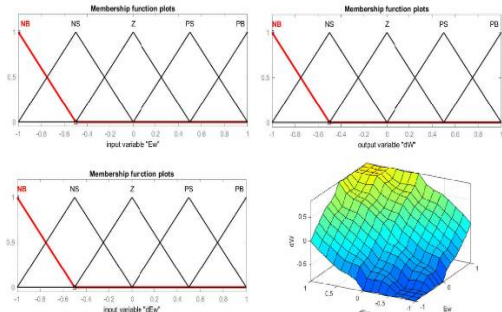 Membership function plots
NB NS Z PS PB
1
0.5
0
-1 -0.8 -0.6 -0.4 -0.2 0 0.2 0.4 0.6 0.8 1
input variable "Ew"
Membership function plots
NB NS Z PS PB
1
0.5
0
-1 -0.8 -0.6 -0.4 -0.2 0 0.2 0.4 0.6 0.8 1
output variable "dW"
Membership function plots
NB NS Z PS PB
1
0.5
0
-1 -0.8 -0.6 -0.4 -0.2 0 0.2 0.4 0.6 0.8 1
input variable "dEw"
dW
0.5
0
-0.5
1
0.5
0
-0.5
-1
-1
0
1
Ew